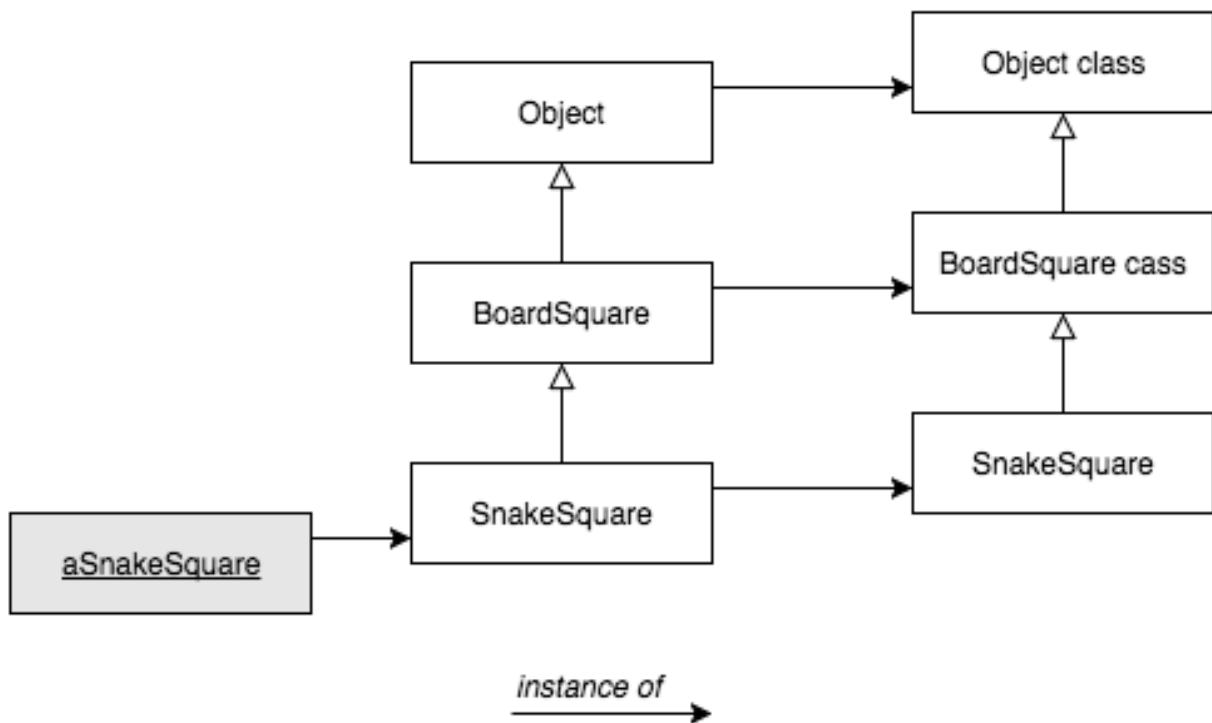 Object class
Object
BoardSquare cass
BoardSquare
SnakeSquare
SnakeSquare
aSnakeSquare
instance of